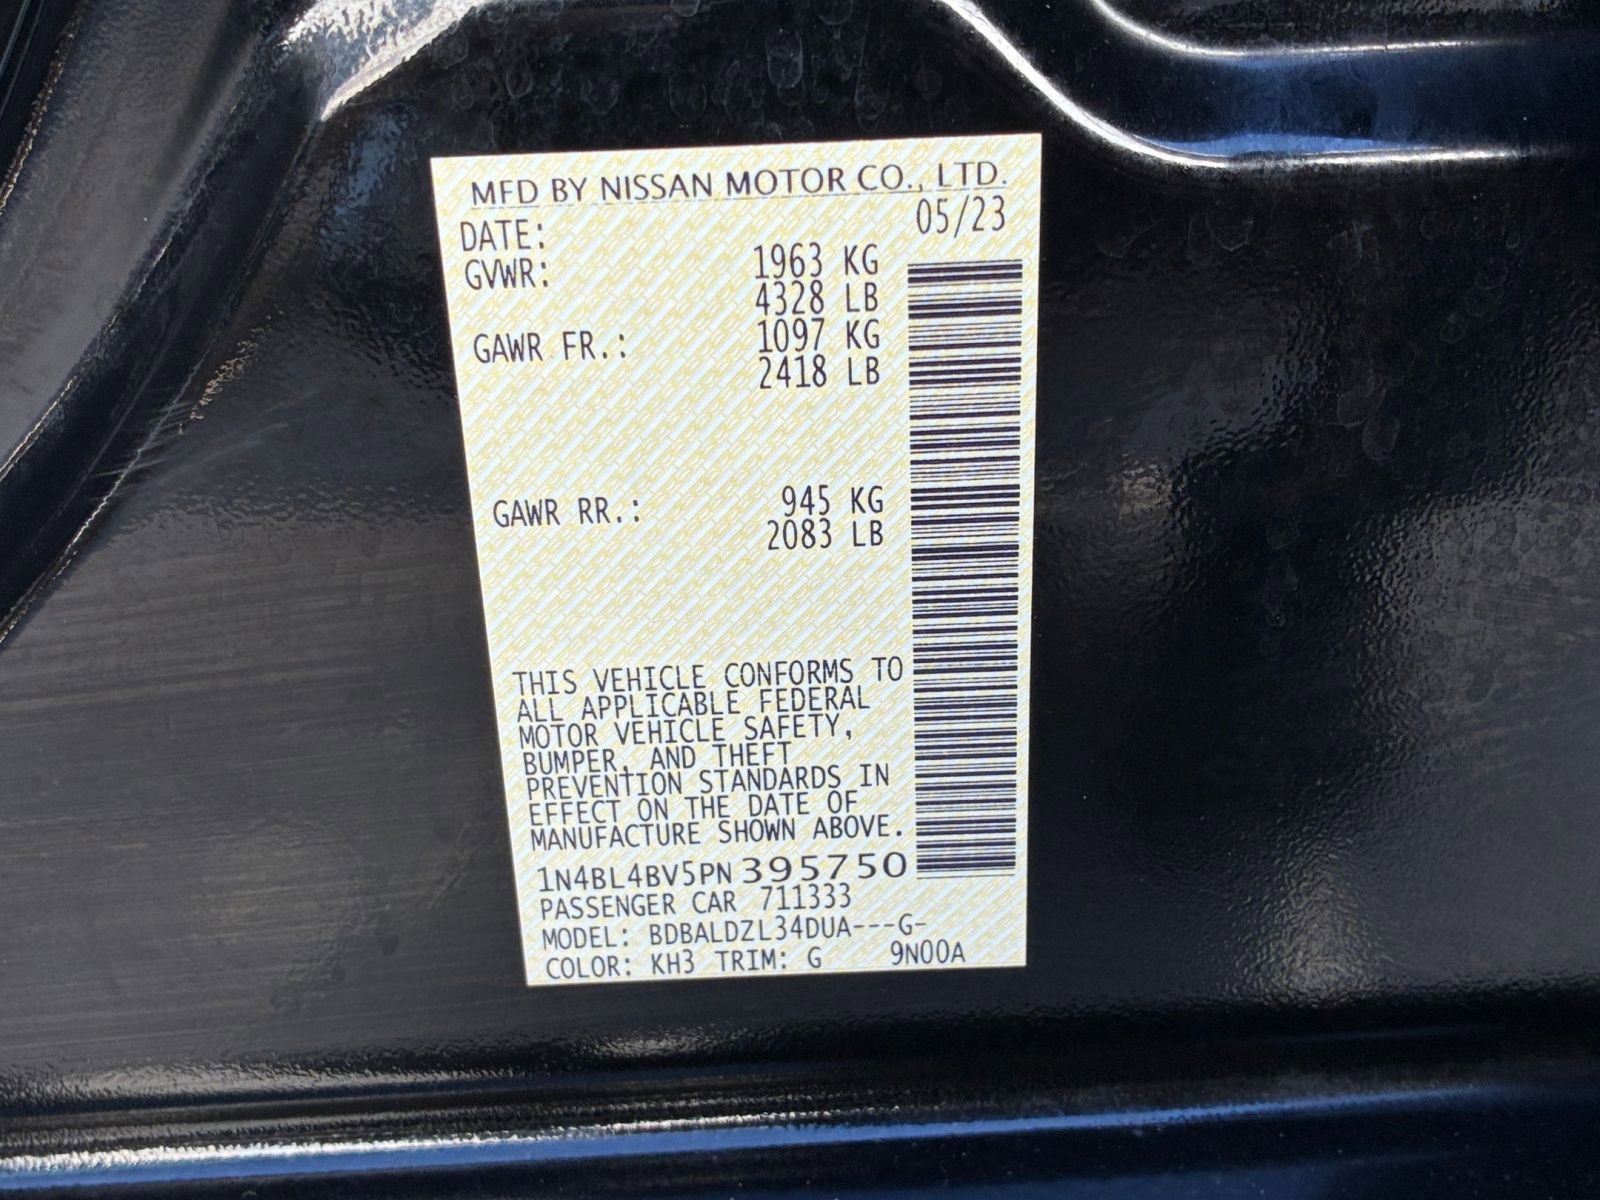 MFD BY NISSAN MOTOR CO., LTD.
DATE: 05/23
GVWR: 1963 KG
4328 LB
GAWR FR.: 1097 KG
2418 LB
GAWR RR.: 945 KG
2083 LB
THIS VEHICLE CONFORMS TO
ALL APPLICABLE FEDERAL
MOTOR VEHICLE SAFETY,
BUMPER, AND THEFT
PREVENTION STANDARDS IN
EFFECT ON THE DATE OF
MANUFACTURE SHOWN ABOVE.
1N4BL4BV5PN395750
PASSENGER CAR 711333
MODEL: BDBALDZL34DUA---G-
COLOR: KH3 TRIM: G 9N00A